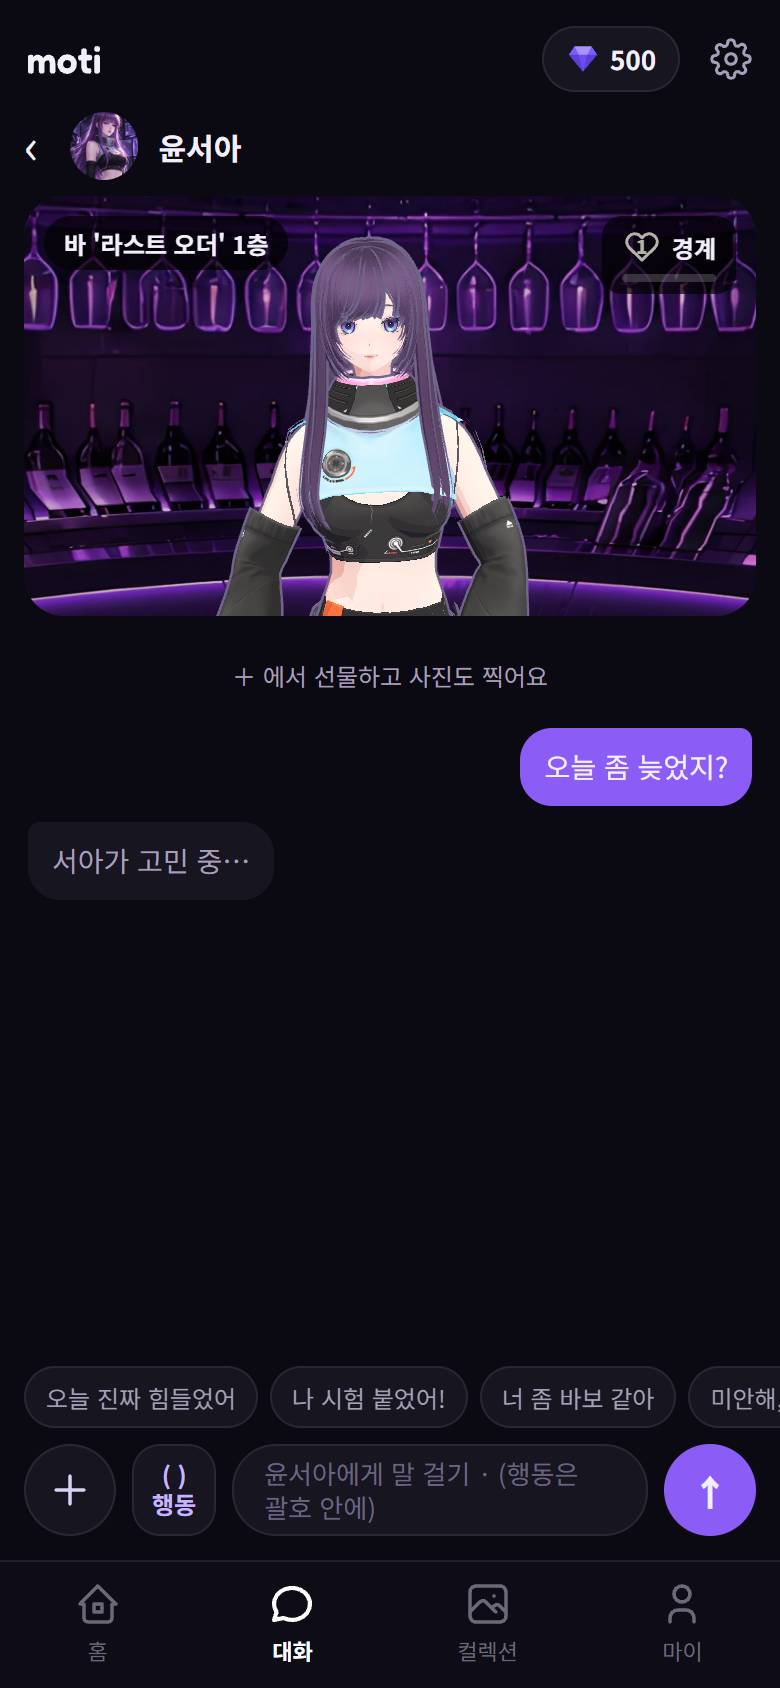 moti
500
‹
윤서아
바 '라스트 오더' 1층
1 경계
+ 에서 선물하고 사진도 찍어요
오늘 좀 늦었지?
서아가 고민 중…
오늘 진짜 힘들었어
나 시험 붙었어!
너 좀 바보 같아
미안해,
+
( )
행동
윤서아에게 말 걸기 · (행동은
괄호 안에)
↑
홈
대화
컬렉션
마이